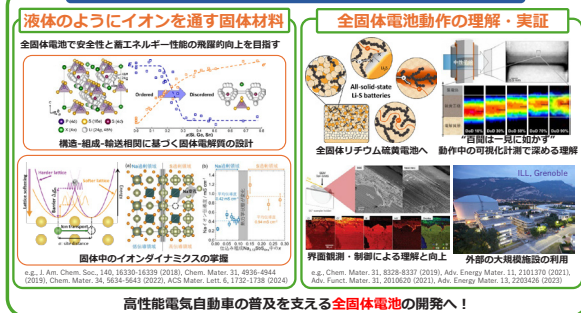 液体のようにイオンを通す固体材料
全固体電池で安全性と蓄エネルギー性能の飛躍的向上を目指す
Ordered
Disordered
構造-組成-輸送相関に基づく固体電解質の設計
Harder lattice
Softer lattice
Lattice softening
Ion transport
(a)
(b)
固体中のイオンダイナミクスの掌握
e.g., J. Am. Chem. Soc., 140, 16330-16339 (2018), Chem. Mater. 31, 4936-4944
(2019), Chem. Mater. 34, 5634-5643 (2022), ACS Mater. Lett. 6, 1732-1738 (2024)
全固体電池動作の理解・実証
All-solid-state
Li-S batteries
全固体リチウム硫黄電池へ
"百聞は一見に如かず"
動作中の可視化計測で深める理解
界面観測・制御による理解と向上
ILL, Grenoble
外部の大規模施設の利用
e.g., Chem. Mater. 31, 8328-8337 (2019), Adv. Energy Mater. 11, 2101370 (2021),
Adv. Funct. Mater. 31, 2010620 (2021), Adv. Energy Mater. 13, 2203426 (2023)
高性能電気自動車の普及を支える全固体電池の開発へ！